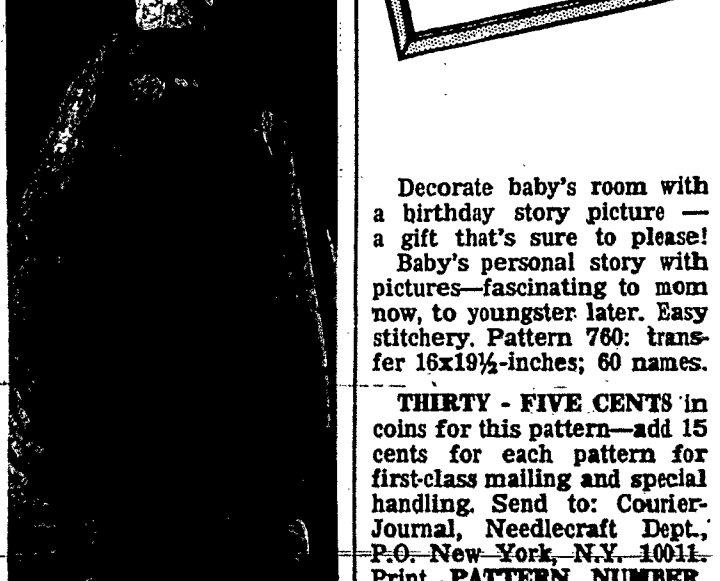 Decorate baby's room with
a birthday story picture —
a gift that's sure to please!
Baby's personal story with
pictures—fascinating to mom
now, to youngster later. Easy
stitchery. Pattern 760: trans-
fer 16x19½-inches; 60 names.
THIRTY - FIVE CENTS in
coins for this pattern—add 15
cents for each pattern for
first-class mailing and special
handling. Send to: Courier-
Journal, Needlecraft Dept.,
P.O. New York, N.Y. 10011.
Print PATTERN NUMBER,